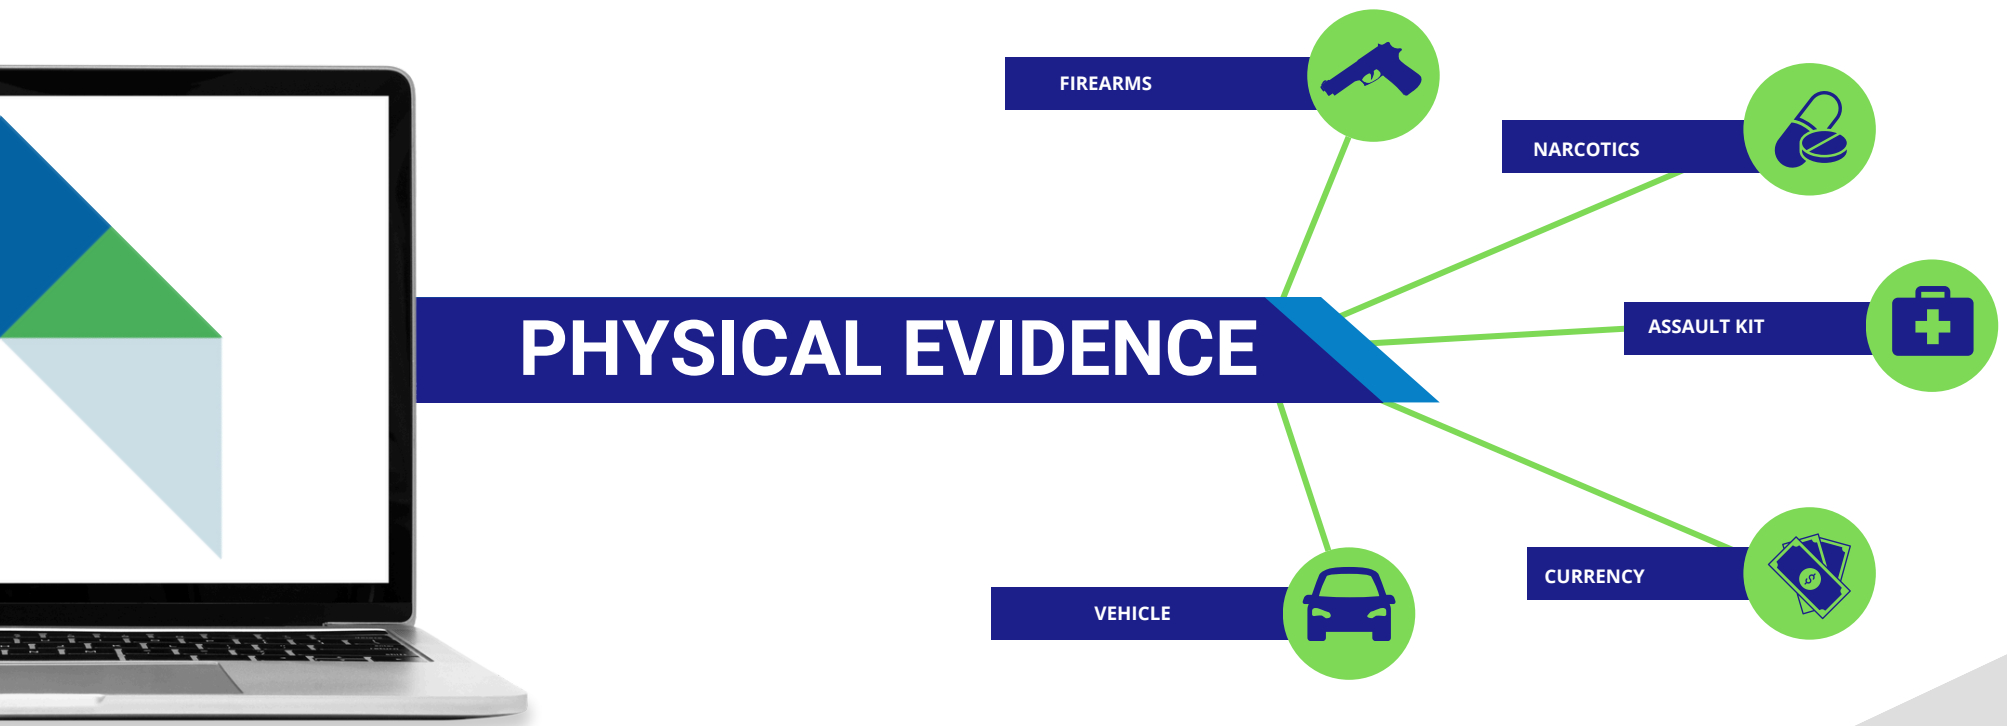 FIREARMS
NARCOTICS
ASSAULT KIT
PHYSICAL EVIDENCE
CURRENCY
VEHICLE